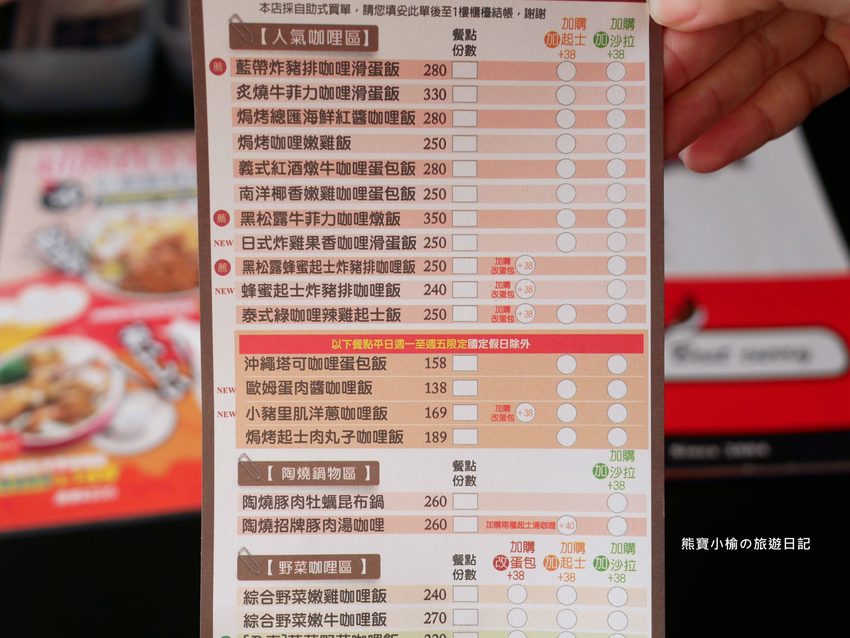 本店採自助式買單，請您填妥此單後至1樓櫃檯結帳，謝謝
【人氣咖哩區】 餐點份數 加購加起士+38 加購加沙拉+38
薦 藍帶炸豬排咖哩滑蛋飯 280
炙燒牛菲力咖哩滑蛋飯 330
焗烤總匯海鮮紅醬咖哩飯 280
焗烤咖哩嫩雞飯 250
義式紅酒燉牛咖哩蛋包飯 280
南洋椰香嫩雞咖哩蛋包飯 250
薦 黑松露牛菲力咖哩燉飯 350
NEW 日式炸雞果香咖哩滑蛋飯 250
薦 黑松露蜂蜜起士炸豬排咖哩飯 250 加購改蛋包+38
NEW 蜂蜜起士炸豬排咖哩飯 240 加購改蛋包+38
泰式綠咖哩辣雞起士飯 250 加購改蛋包+38
以下餐點平日週一至週五限定國定假日除外
沖繩塔可咖哩蛋包飯 158
NEW 歐姆蛋肉醬咖哩飯 138
NEW 小豬里肌洋蔥咖哩飯 169 加購改蛋包+38
焗烤起士肉丸子咖哩飯 189
【陶燒鍋物區】 餐點份數 加購加沙拉+38
陶燒豚肉牡蠣昆布鍋 260
陶燒招牌豚肉湯咖哩 260 加購兩種起士湯咖哩+40
【野菜咖哩區】 餐點份數 加購改蛋包+38 加購加起士+38 加購加沙拉+38
綜合野菜嫩雞咖哩飯 240
綜合野菜嫩牛咖哩飯 270
熊寶小榆の旅遊日記